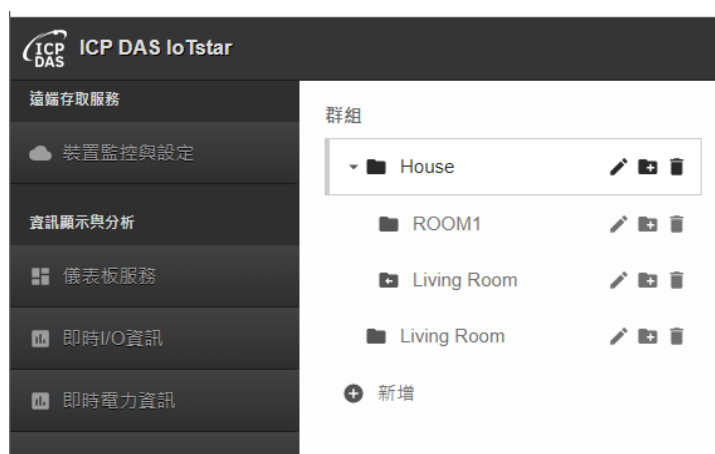 ICP DAS
ICP DAS IoTstar
遠端存取服務
裝置監控與設定
資訊顯示與分析
儀表板服務
即時I/O資訊
即時電力資訊
群組
House
ROOM1
Living Room
Living Room
新增